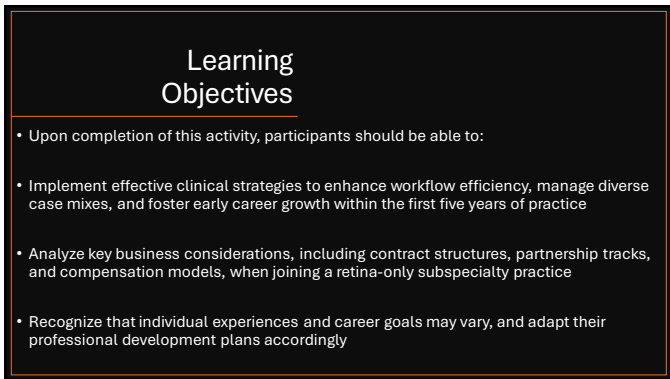 Learning
Objectives
• Upon completion of this activity, participants should be able to:
• Implement effective clinical strategies to enhance workflow efficiency, manage diverse
case mixes, and foster early career growth within the first five years of practice
• Analyze key business considerations, including contract structures, partnership tracks,
and compensation models, when joining a retina-only subspecialty practice
• Recognize that individual experiences and career goals may vary, and adapt their
professional development plans accordingly